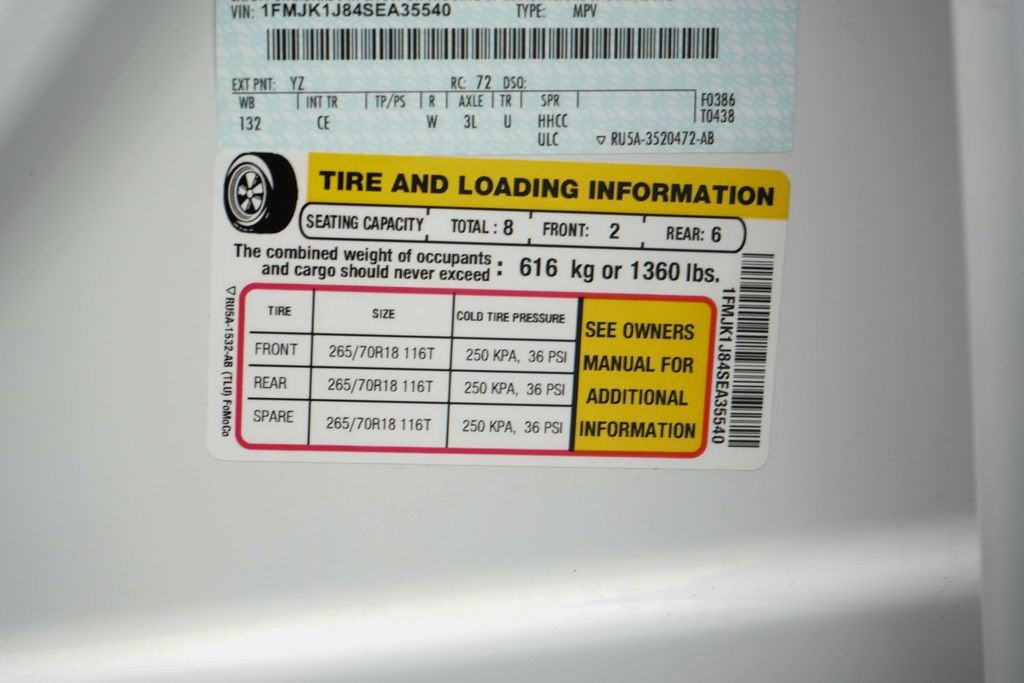 VIN: 1FMJK1J84SEA35540 TYPE: MPV
EXT PNT: YZ RC: 72 DSO:
WB INT TR TP/PS R AXLE TR SPR F0386
132 CE W 3L U HHCC T0438
ULC ▽ RU5A-3520472-AB
TIRE AND LOADING INFORMATION
SEATING CAPACITY TOTAL: 8 FRONT: 2 REAR: 6
The combined weight of occupants
and cargo should never exceed : 616 kg or 1360 lbs.
TIRE SIZE COLD TIRE PRESSURE
FRONT 265/70R18 116T 250 KPA, 36 PSI
REAR 265/70R18 116T 250 KPA, 36 PSI
SPARE 265/70R18 116T 250 KPA, 36 PSI
SEE OWNERS
MANUAL FOR
ADDITIONAL
INFORMATION
▽ RU5A-1532-AB (TLU) FoMoCo
1FMJK1J84SEA35540